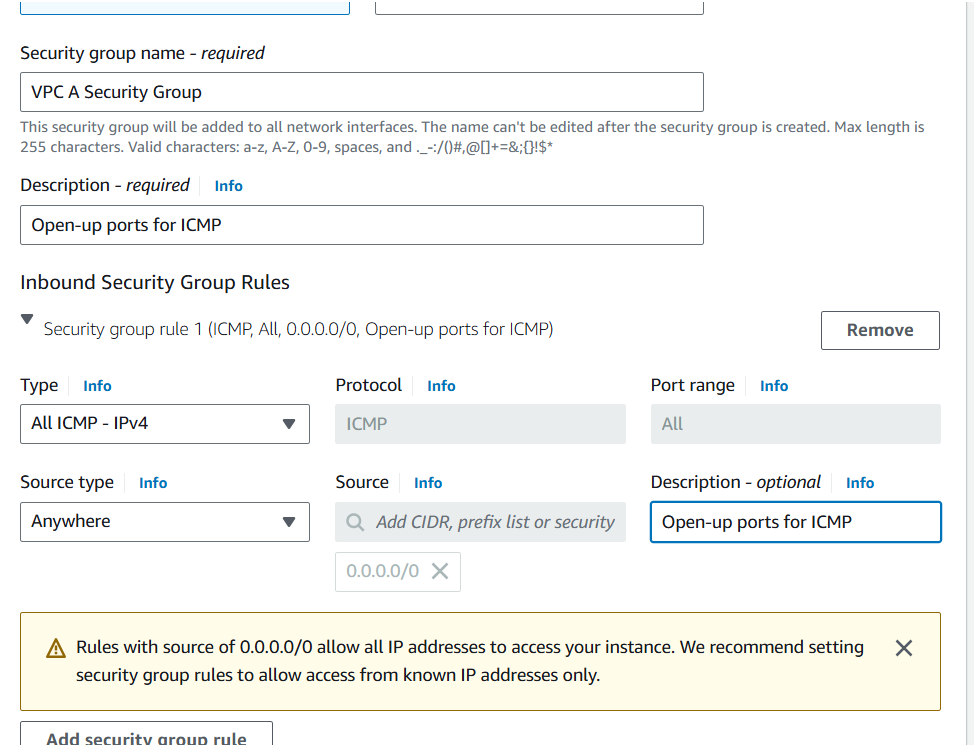 Security group name - required
VPC A Security Group
This security group will be added to all network interfaces. The name can't be edited after the security group is created. Max length is
255 characters. Valid characters: a-z, A-Z, 0-9, spaces, and ._-:/()#,@[]+=&;{}!$*
Description - required Info
Open-up ports for ICMP
Inbound Security Group Rules
Security group rule 1 (ICMP, All, 0.0.0.0/0, Open-up ports for ICMP)
Remove
Type Info Protocol Info Port range Info
All ICMP - IPv4 ICMP All
Source type Info Source Info Description - optional Info
Anywhere Add CIDR, prefix list or security Open-up ports for ICMP
0.0.0.0/0
Rules with source of 0.0.0.0/0 allow all IP addresses to access your instance. We recommend setting
security group rules to allow access from known IP addresses only.
Add security group rule